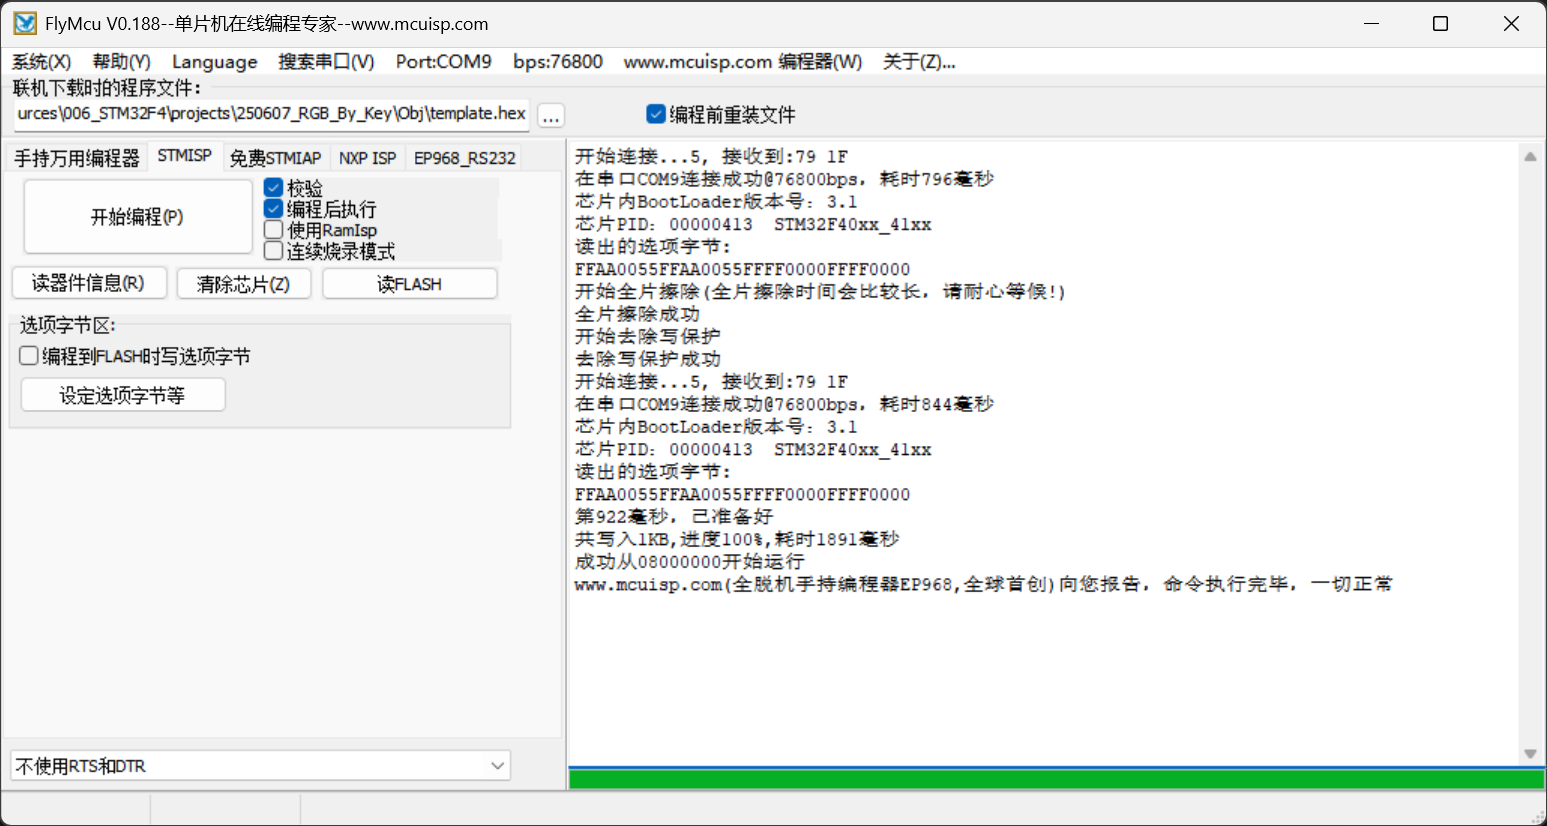 FlyMcu V0.188--单片机在线编程专家--www.mcuisp.com
系统(X) 帮助(Y) Language 搜索串口(V) Port:COM9 bps:76800 www.mcuisp.com 编程器(W) 关于(Z)...
联机下载时的程序文件:
urces\006_STM32F4\projects\250607_RGB_By_Key\Obj\template.hex ... 编程前重装文件
手持万用编程器 STMISP 免费STMIAP NXP ISP EP968_RS232
开始编程(P)
校验
编程后执行
使用RamIsp
连续烧录模式
读器件信息(R) 清除芯片(Z) 读FLASH
选项字节区:
编程到FLASH时写选项字节
设定选项字节等
不使用RTS和DTR
开始连接...5, 接收到:79 1F
在串口COM9连接成功@76800bps, 耗时796毫秒
芯片内BootLoader版本号: 3.1
芯片PID: 00000413 STM32F40xx_41xx
读出的选项字节:
FFAA0055FFAA0055FFFF0000FFFF0000
开始全片擦除(全片擦除时间会比较长, 请耐心等候!)
全片擦除成功
开始去除写保护
去除写保护成功
开始连接...5, 接收到:79 1F
在串口COM9连接成功@76800bps, 耗时844毫秒
芯片内BootLoader版本号: 3.1
芯片PID: 00000413 STM32F40xx_41xx
读出的选项字节:
FFAA0055FFAA0055FFFF0000FFFF0000
第922毫秒, 已准备好
共写入1KB,进度100%,耗时1891毫秒
成功从08000000开始运行
www.mcuisp.com(全脱机手持编程器EP968,全球首创)向您报告, 命令执行完毕, 一切正常